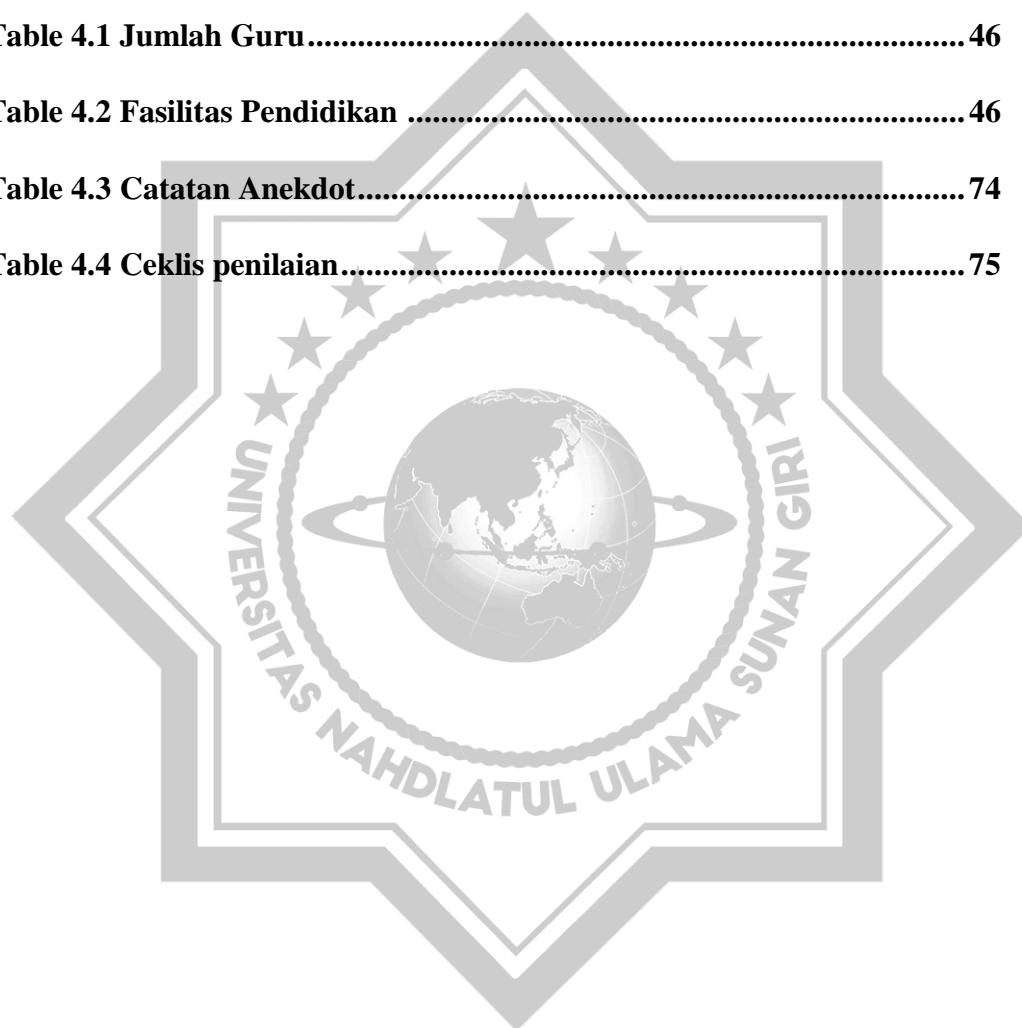 Table 4.1 Jumlah Guru................................................................................ 46
Table 4.2 Fasilitas Pendidikan .................................................................... 46
Table 4.3 Catatan Anekdot.......................................................................... 74
Table 4.4 Ceklis penilaian............................................................................ 75
UNIVERSITAS NAHDLATUL ULAMA SUNAN GIRI